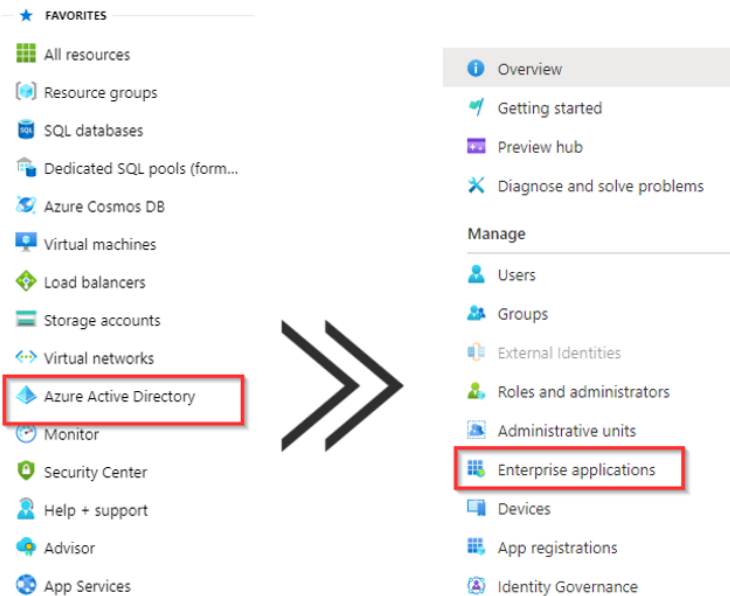 FAVORITES
All resources
Resource groups
SQL databases
Dedicated SQL pools (form...
Azure Cosmos DB
Virtual machines
Load balancers
Storage accounts
Virtual networks
Azure Active Directory
Monitor
Security Center
Help + support
Advisor
App Services
Overview
Getting started
Preview hub
Diagnose and solve problems
Manage
Users
Groups
External Identities
Roles and administrators
Administrative units
Enterprise applications
Devices
App registrations
Identity Governance